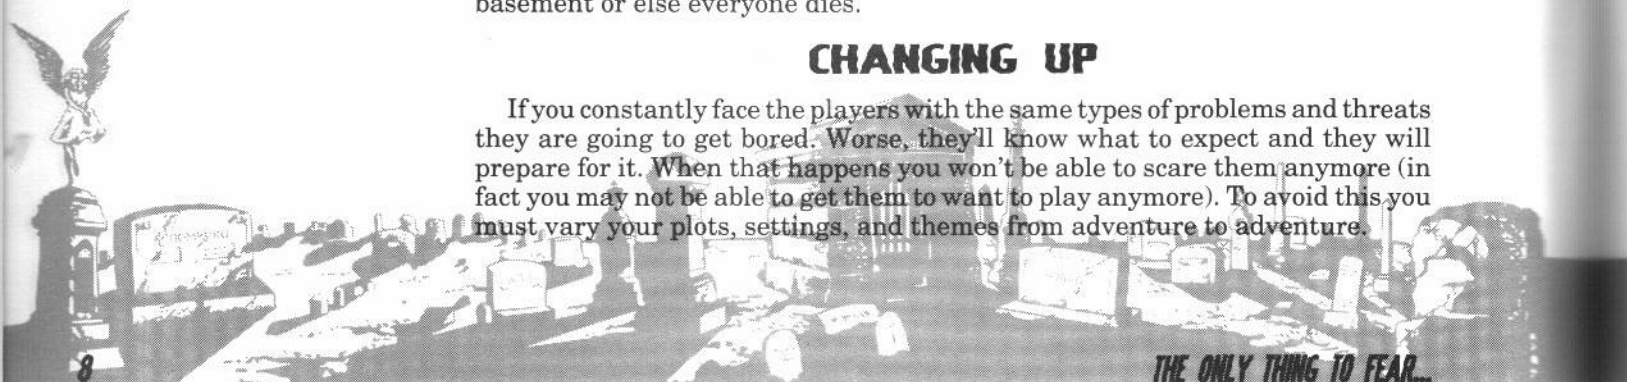 basement or else everyone dies.
CHANGING UP
If you constantly face the players with the same types of problems and threats
they are going to get bored. Worse, they'll know what to expect and they will
prepare for it. When that happens you won't be able to scare them anymore (in
fact you may not be able to get them to want to play anymore). To avoid this you
must vary your plots, settings, and themes from adventure to adventure.
8
THE ONLY THING TO FEAR...